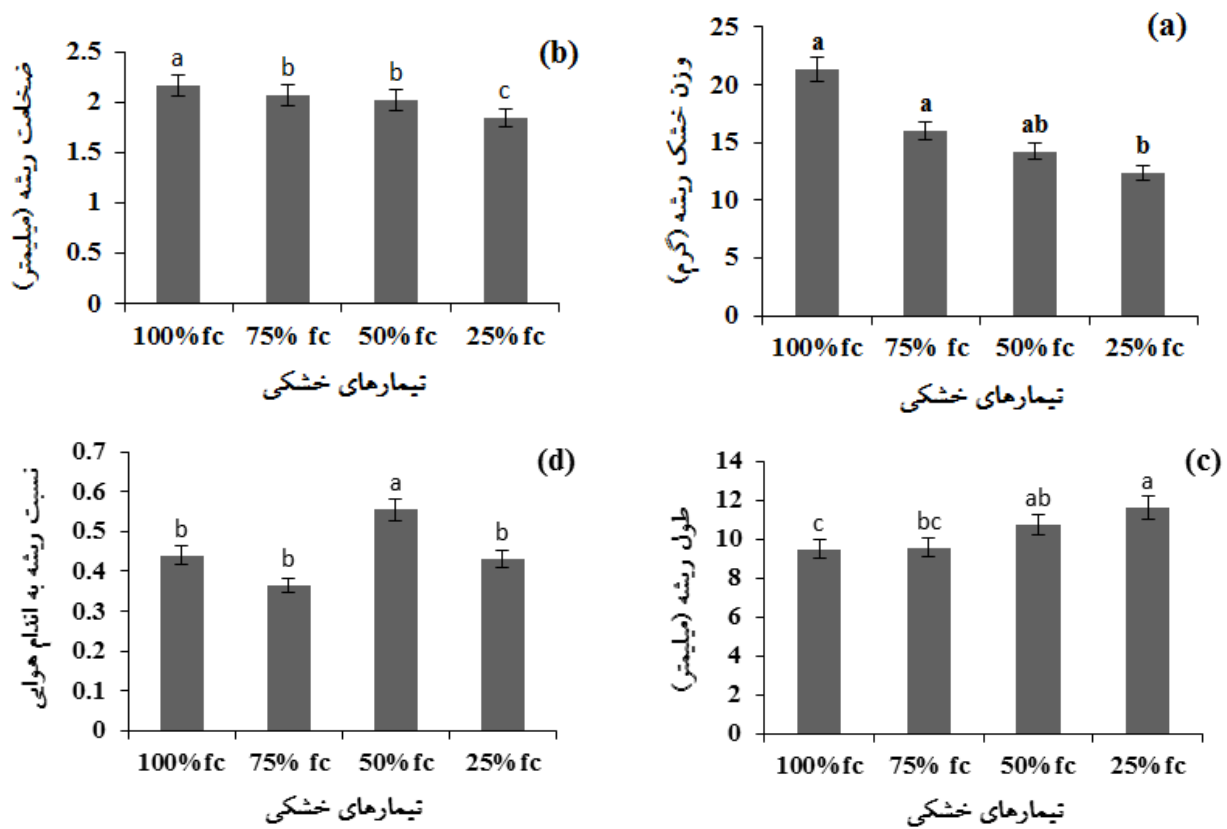 (b)
ضخامت ریشه (میلیمتر)
2.5
2
1.5
1
0.5
0
a
b
b
c
100% fc
75% fc
50% fc
25% fc
تیمارهای خشکی
(a)
وزن خشک ریشه (گرم)
25
20
15
10
5
0
a
a
ab
b
100% fc
75% fc
50% fc
25% fc
تیمارهای خشکی
(d)
نسبت ریشه به اندام هوایی
0.7
0.6
0.5
0.4
0.3
0.2
0.1
0
b
b
a
b
100% fc
75% fc
50% fc
25% fc
تیمارهای خشکی
(c)
طول ریشه (میلیمتر)
14
12
10
8
6
4
2
0
c
bc
ab
a
100% fc
75% fc
50% fc
25% fc
تیمارهای خشکی